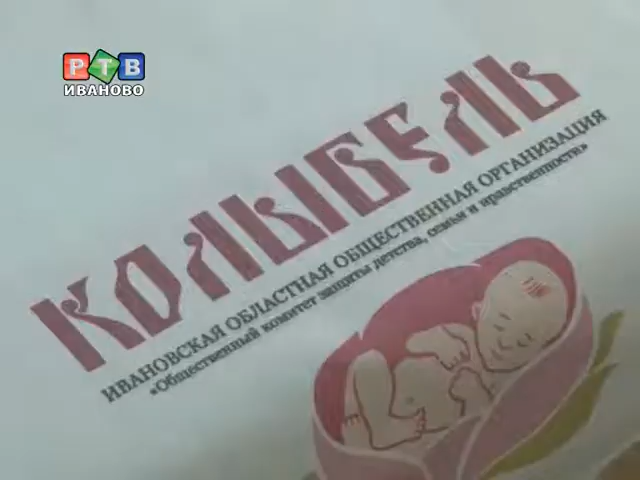 РТВ
ИВАНОВО
КОЛЫБЕЛЬ
ИВАНОВСКАЯ ОБЛАСТНАЯ ОБЩЕСТВЕННАЯ ОРГАНИЗАЦИЯ
«Общественный комитет защиты детства, семьи и нравственности»